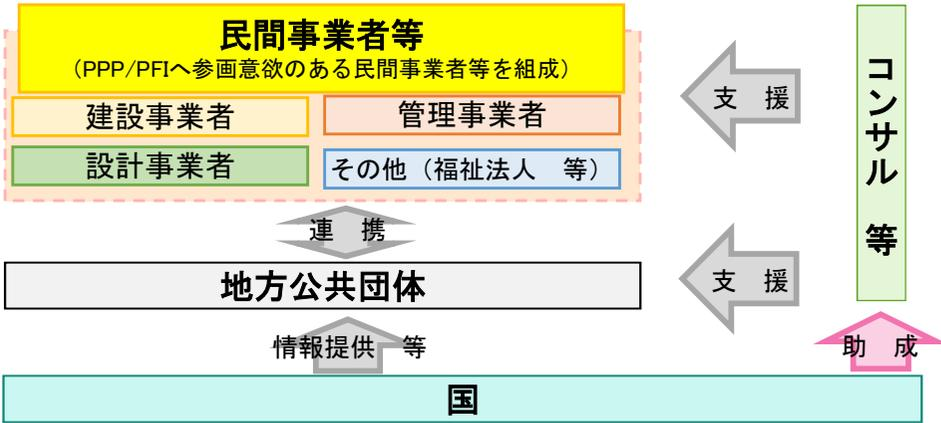 民間事業者等
（PPP/PFIへ参画意欲のある民間事業者等を組成）
建設事業者
管理事業者
設計事業者
その他（福祉法人　等）
連　携
地方公共団体
情報提供　等
国
支　援
支　援
コンサル　等
助　成